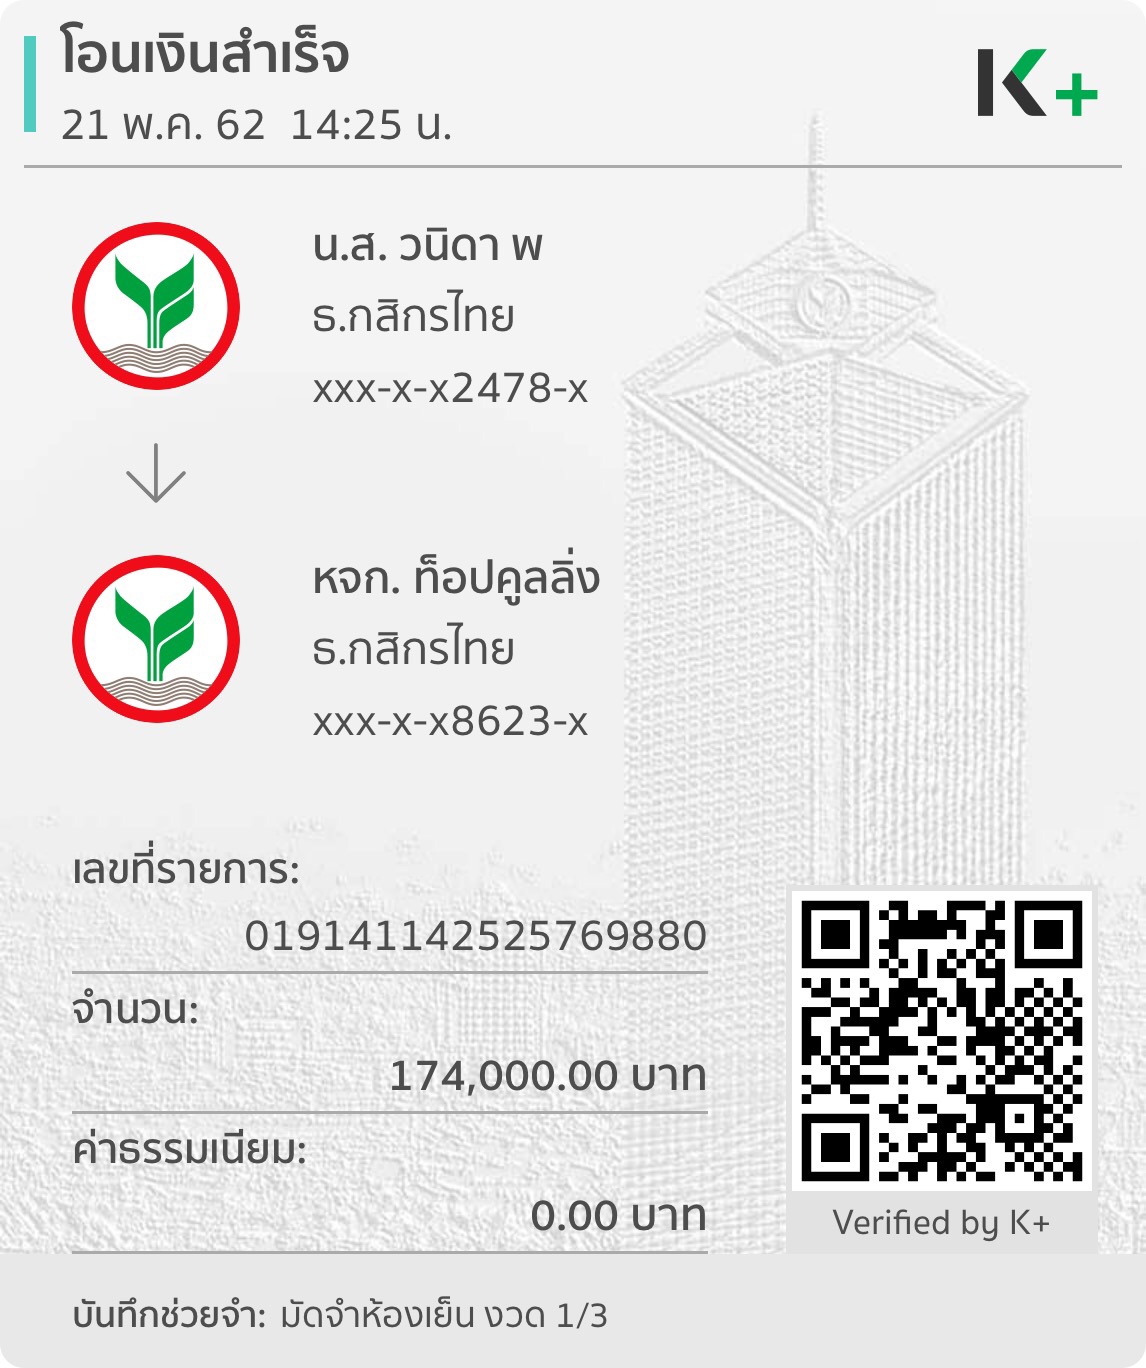 โอนเงินสำเร็จ
21 พ.ค. 62 14:25 น.
K+
น.ส. วนิดา พ
ธ.กสิกรไทย
xxx-x-x2478-x
หจก. ท็อปคูลลิ่ง
ธ.กสิกรไทย
xxx-x-x8623-x
เลขที่รายการ:
019141142525769880
จำนวน:
174,000.00 บาท
ค่าธรรมเนียม:
0.00 บาท
Verified by K+
บันทึกช่วยจำ: มัดจำห้องเย็น งวด 1/3